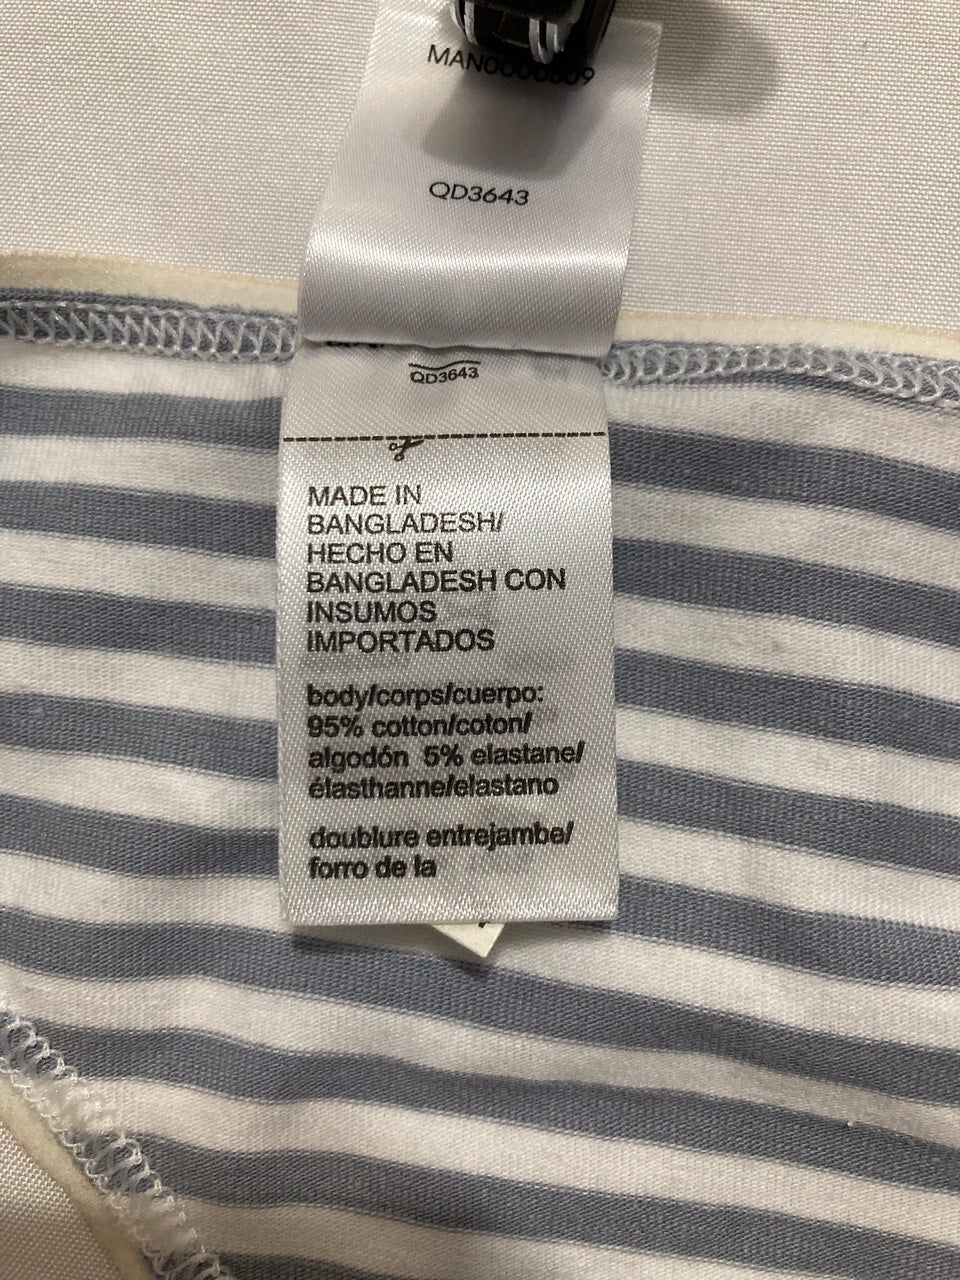 QD3643
QD3643
MADE IN
BANGLADESH/
HECHO EN
BANGLADESH CON
INSUMOS
IMPORTADOS
body/corps/cuerpo:
95% cotton/coton/
algodón 5% elastane/
élasthanne/elastano
doublure entrejambe/
forro de la